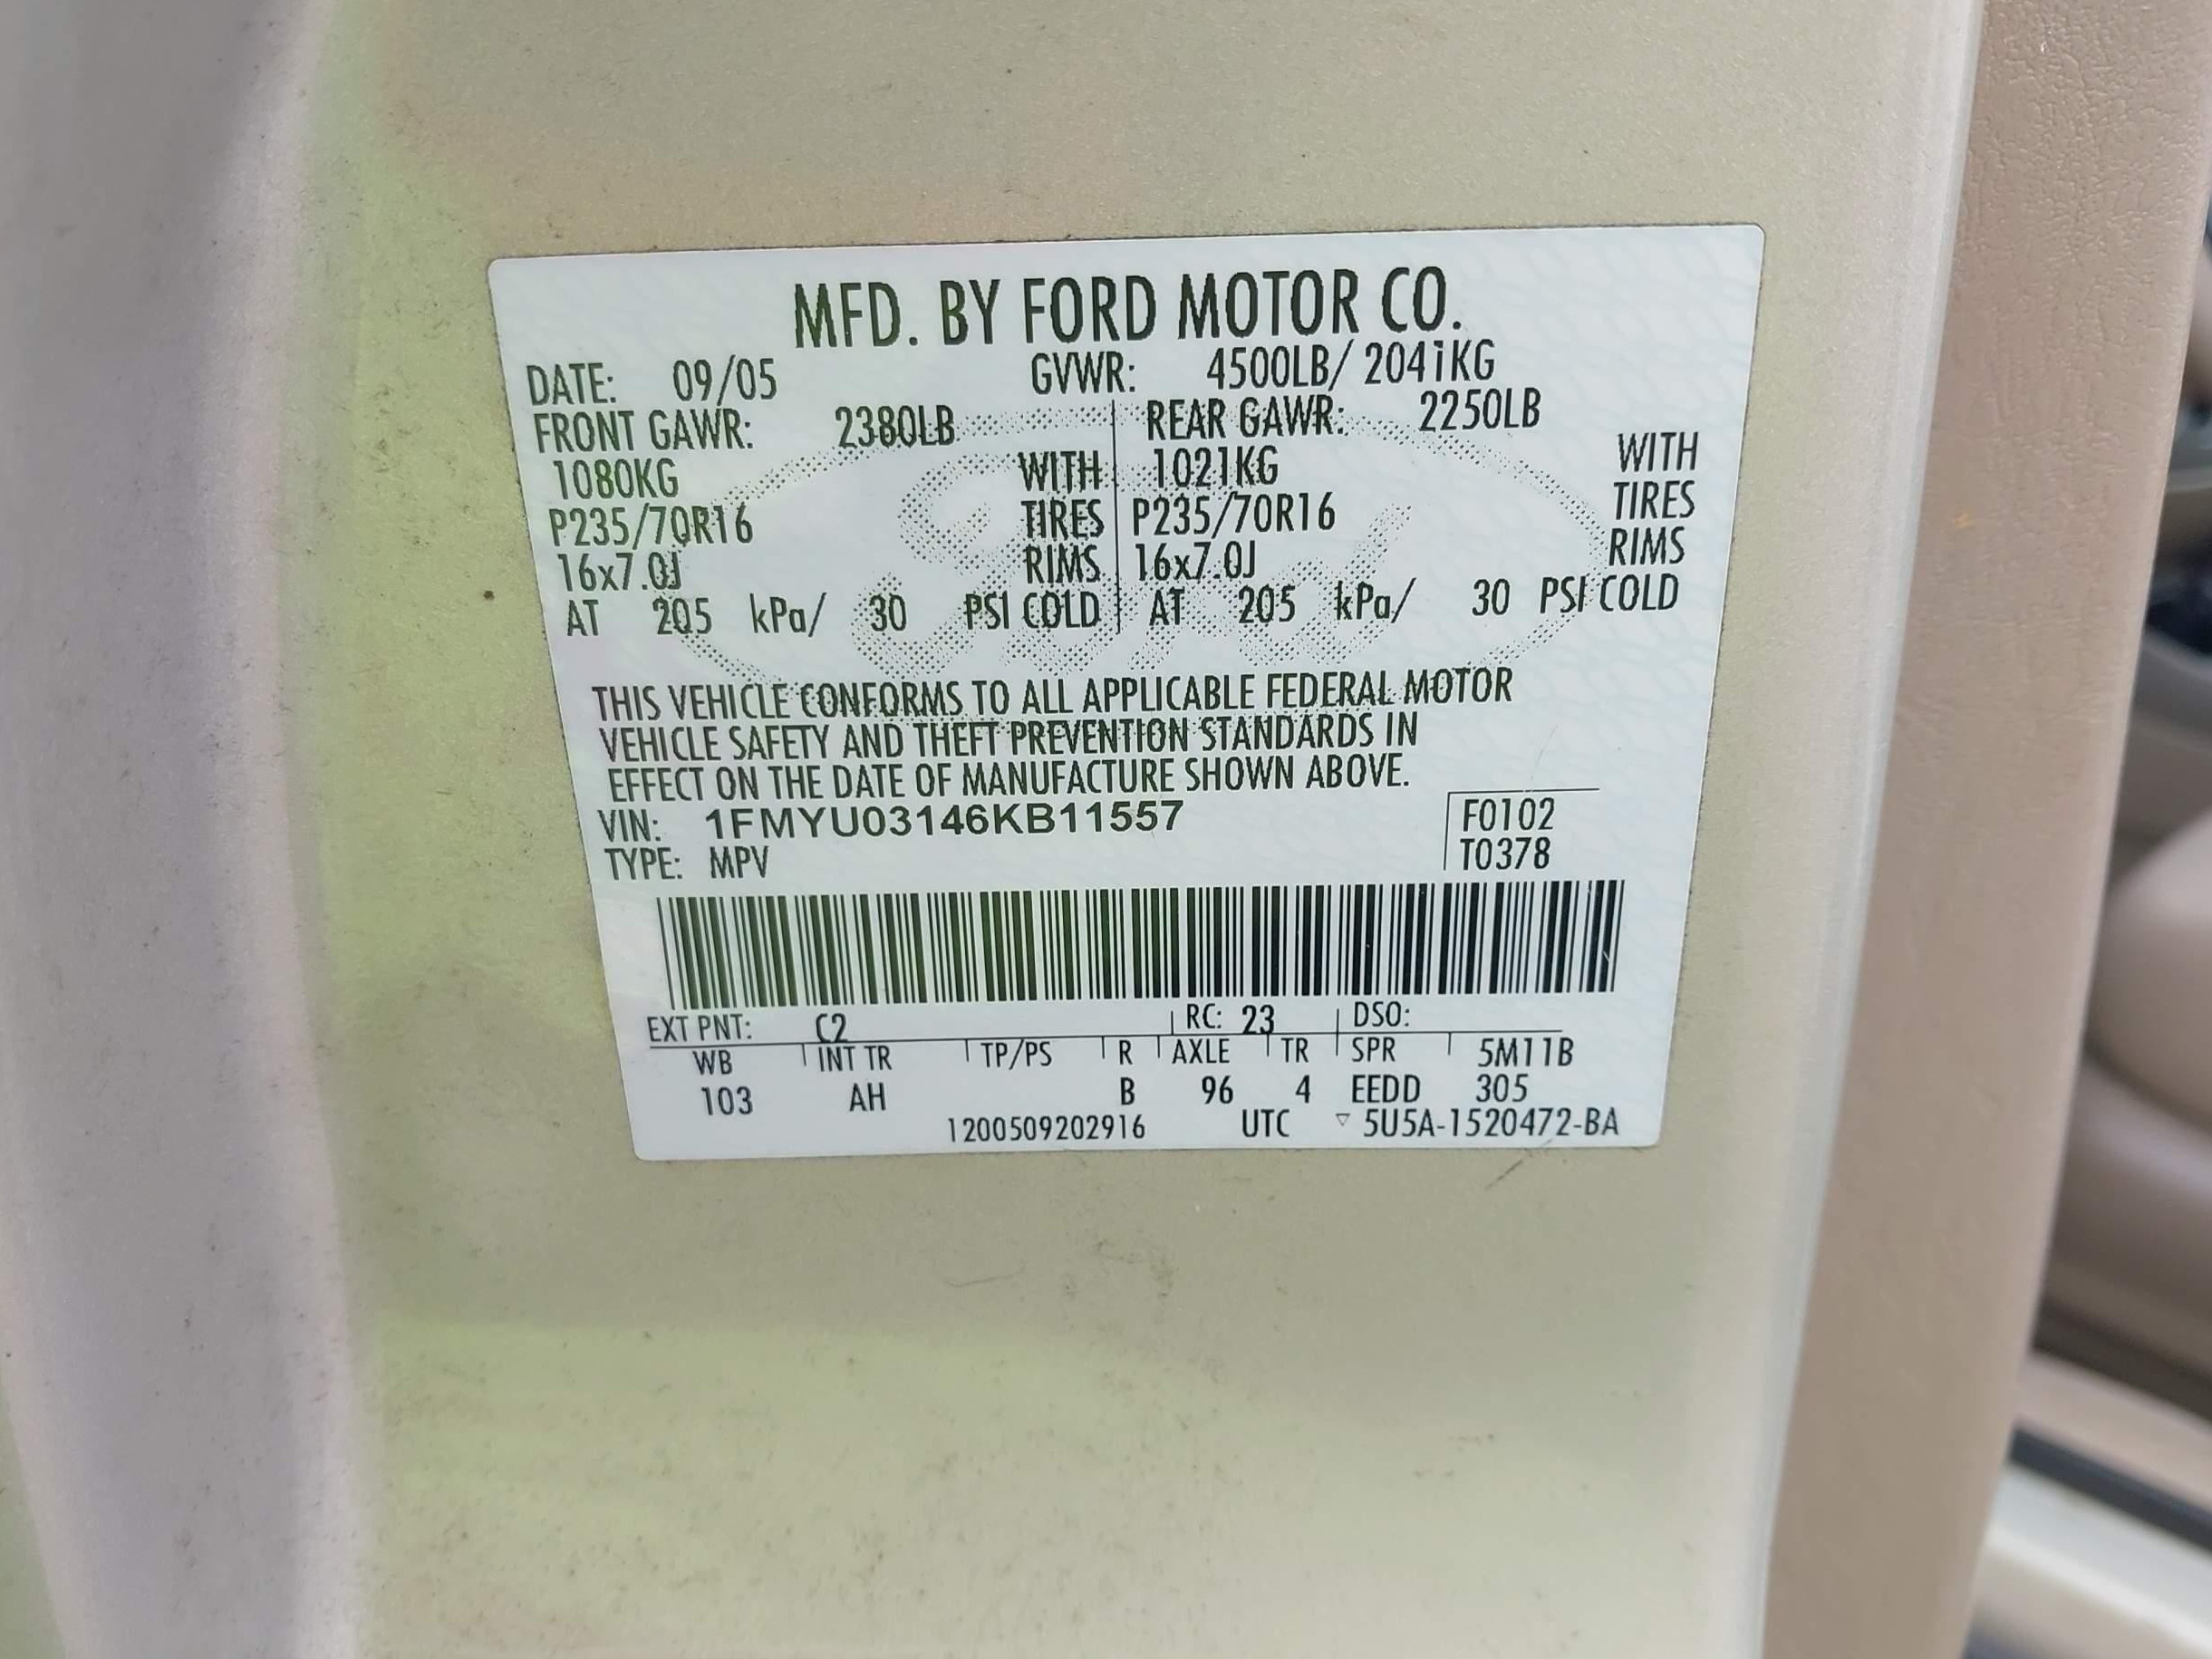 MFD. BY FORD MOTOR CO.
DATE: 09/05 GVWR: 4500LB/ 2041KG
FRONT GAWR: 2380LB REAR GAWR: 2250LB
1080KG WITH 1021KG WITH
P235/70R16 TIRES P235/70R16 TIRES
16x7.0J RIMS 16x7.0J RIMS
AT 205 kPa/ 30 PSI COLD AT 205 kPa/ 30 PSI COLD
THIS VEHICLE CONFORMS TO ALL APPLICABLE FEDERAL MOTOR
VEHICLE SAFETY AND THEFT PREVENTION STANDARDS IN
EFFECT ON THE DATE OF MANUFACTURE SHOWN ABOVE.
VIN: 1FMYU03146KB11557 F0102
TYPE: MPV T0378
EXT PNT: C2 RC: 23 DSO:
WB INT TR TP/PS R AXLE TR SPR 5M11B
103 AH B 96 4 EEDD 305
1200509202916 UTC ▽ 5U5A-1520472-BA